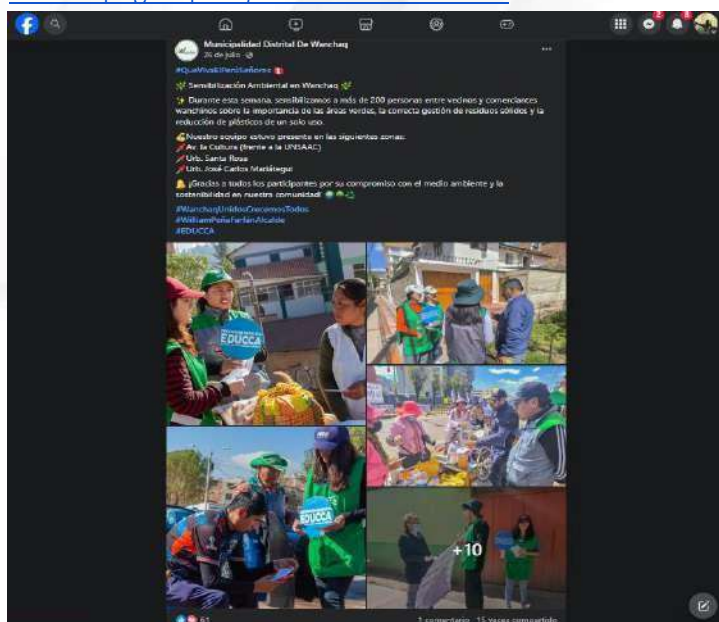 Municipalidad Distrital De Wanchaq
26 de julio
#QueVivaElPerúSeñores
Sensibilización Ambiental en Wanchaq
Durante esta semana, sensibilizamos a más de 200 personas entre vecinos y comerciantes
wanchinos sobre la importancia de las áreas verdes, la correcta gestión de residuos sólidos y la
reducción de plásticos de un solo uso.
Nuestro equipo estuvo presente en las siguientes zonas:
Av. la Cultura (frente a la UNSAAC)
Urb. Santa Rosa
Urb. José Carlos Mariátegui
¡Gracias a todos los participantes por su compromiso con el medio ambiente y la
sostenibilidad en nuestra comunidad!
#WanchaqUnidosCrecemosTodos
#WilliamPeñaFarfánAlcalde
#EDUCCA
EDUCCA
EDUCCA
+10
61
1 comentario 15 veces compartido
2
8